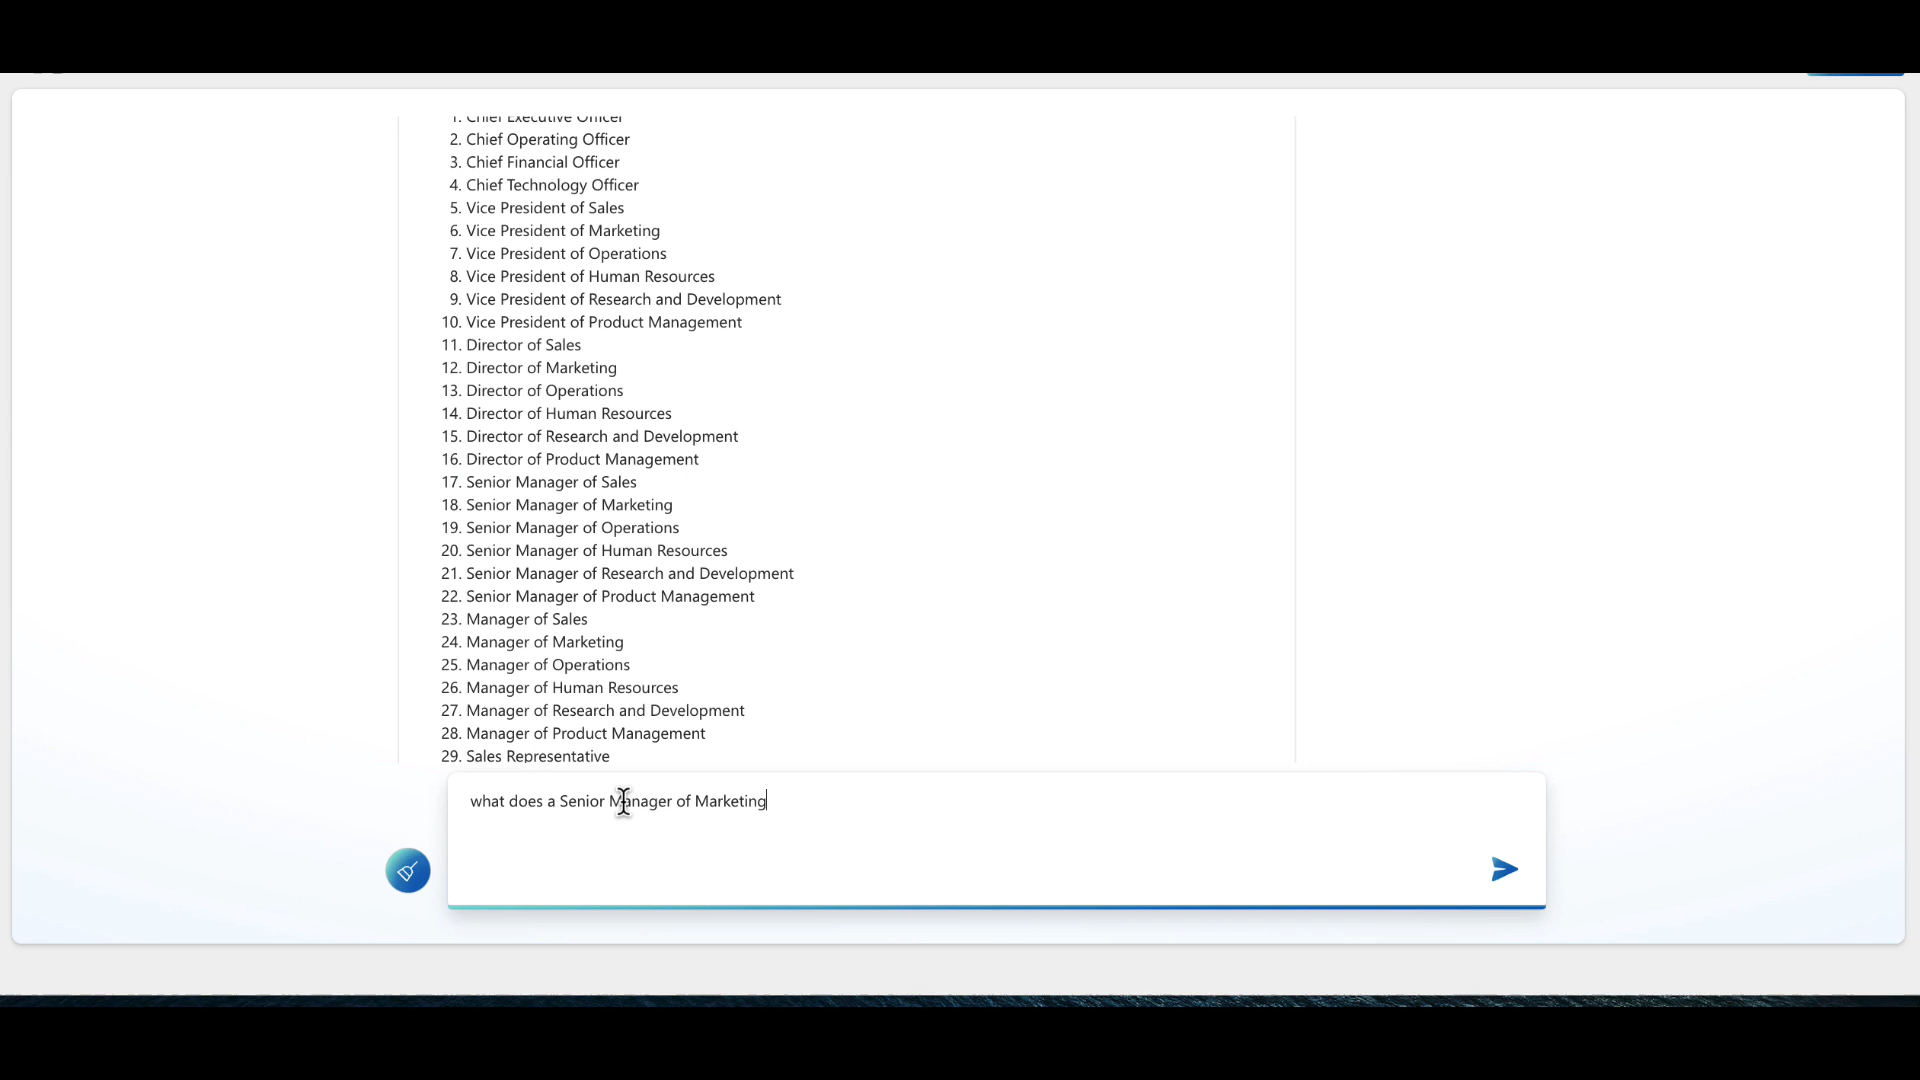 1. Chief Executive Officer
2. Chief Operating Officer
3. Chief Financial Officer
4. Chief Technology Officer
5. Vice President of Sales
6. Vice President of Marketing
7. Vice President of Operations
8. Vice President of Human Resources
9. Vice President of Research and Development
10. Vice President of Product Management
11. Director of Sales
12. Director of Marketing
13. Director of Operations
14. Director of Human Resources
15. Director of Research and Development
16. Director of Product Management
17. Senior Manager of Sales
18. Senior Manager of Marketing
19. Senior Manager of Operations
20. Senior Manager of Human Resources
21. Senior Manager of Research and Development
22. Senior Manager of Product Management
23. Manager of Sales
24. Manager of Marketing
25. Manager of Operations
26. Manager of Human Resources
27. Manager of Research and Development
28. Manager of Product Management
29. Sales Representative
what does a Senior Manager of Marketing